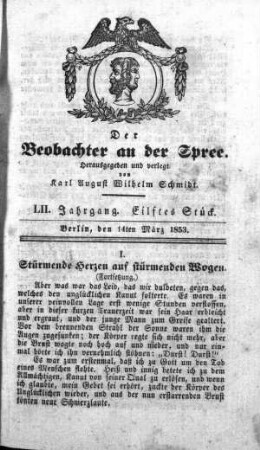 Der
Beobachter an der Spree.
Herausgegeben und verlegt
von
Karl August Wilhelm Schmidt.
LII. Jahrgang. Eilftes Stück.
Berlin, den 14ten März 1853.
I.
Stürmende Herzen auf stürmenden Wogen.
(Fortsetzung.)
Aber was war das Leid, das wir duldeten, gegen das,
welches den unglücklichen Kanut folterte. Es waren in
unserer peinvollen Lage erst wenige Stunden verflossen,
aber in dieser kurzen Trauerzeit war sein Haar erbleicht
und ergraut, und der junge Mann zum Greise gealtert.
Vor dem brennenden Strahl der Sonne waren ihm die
Augen zugesunken; der Körper regte sich nicht mehr, aber
die Brust wogte noch hoch auf und nieder, und nur ein-
mal hörte ich ihn vernehmlich stöhnen: „Durst! Durst!“
Es war zum erstenmal, daß ich zu Gott um den Tod
eines Menschen flehte. Heiß und innig betete ich zu dem
Allmächtigen, Kanut von seiner Qual zu erlösen, und wenn
ich glaubte, mein Gebet sei erhört, zuckte der Körper des
Unglücklichen wieder, und aus der nun erstarrenden Brust
tönten neue Schmerzlaute.